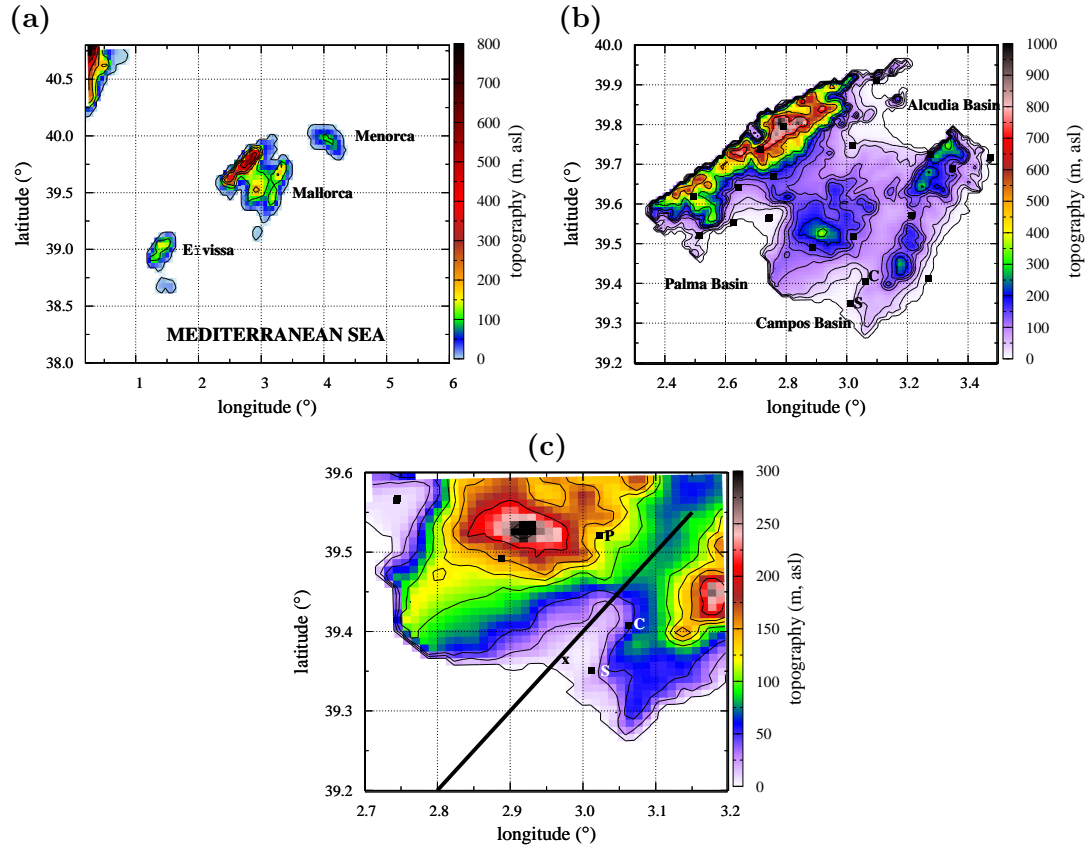 (a)
40.5
40.0
39.5
39.0
38.5
38.0
latitude (°)
1
2
3
4
5
6
longitude (°)
Menorca
Mallorca
Eïvissa
MEDITERRANEAN SEA
800
700
600
500
400
300
200
100
0
topography (m, asl)
(b)
40.0
39.9
39.8
39.7
39.6
39.5
39.4
39.3
39.2
latitude (°)
2.4
2.6
2.8
3.0
3.2
3.4
longitude (°)
Alcudia Basin
Palma Basin
Campos Basin
C
S
1000
900
800
700
600
500
400
300
200
100
0
topography (m, asl)
(c)
39.6
39.5
39.4
39.3
39.2
latitude (°)
2.7
2.8
2.9
3.0
3.1
3.2
longitude (°)
P
C
x
S
300
250
200
150
100
50
0
topography (m, asl)